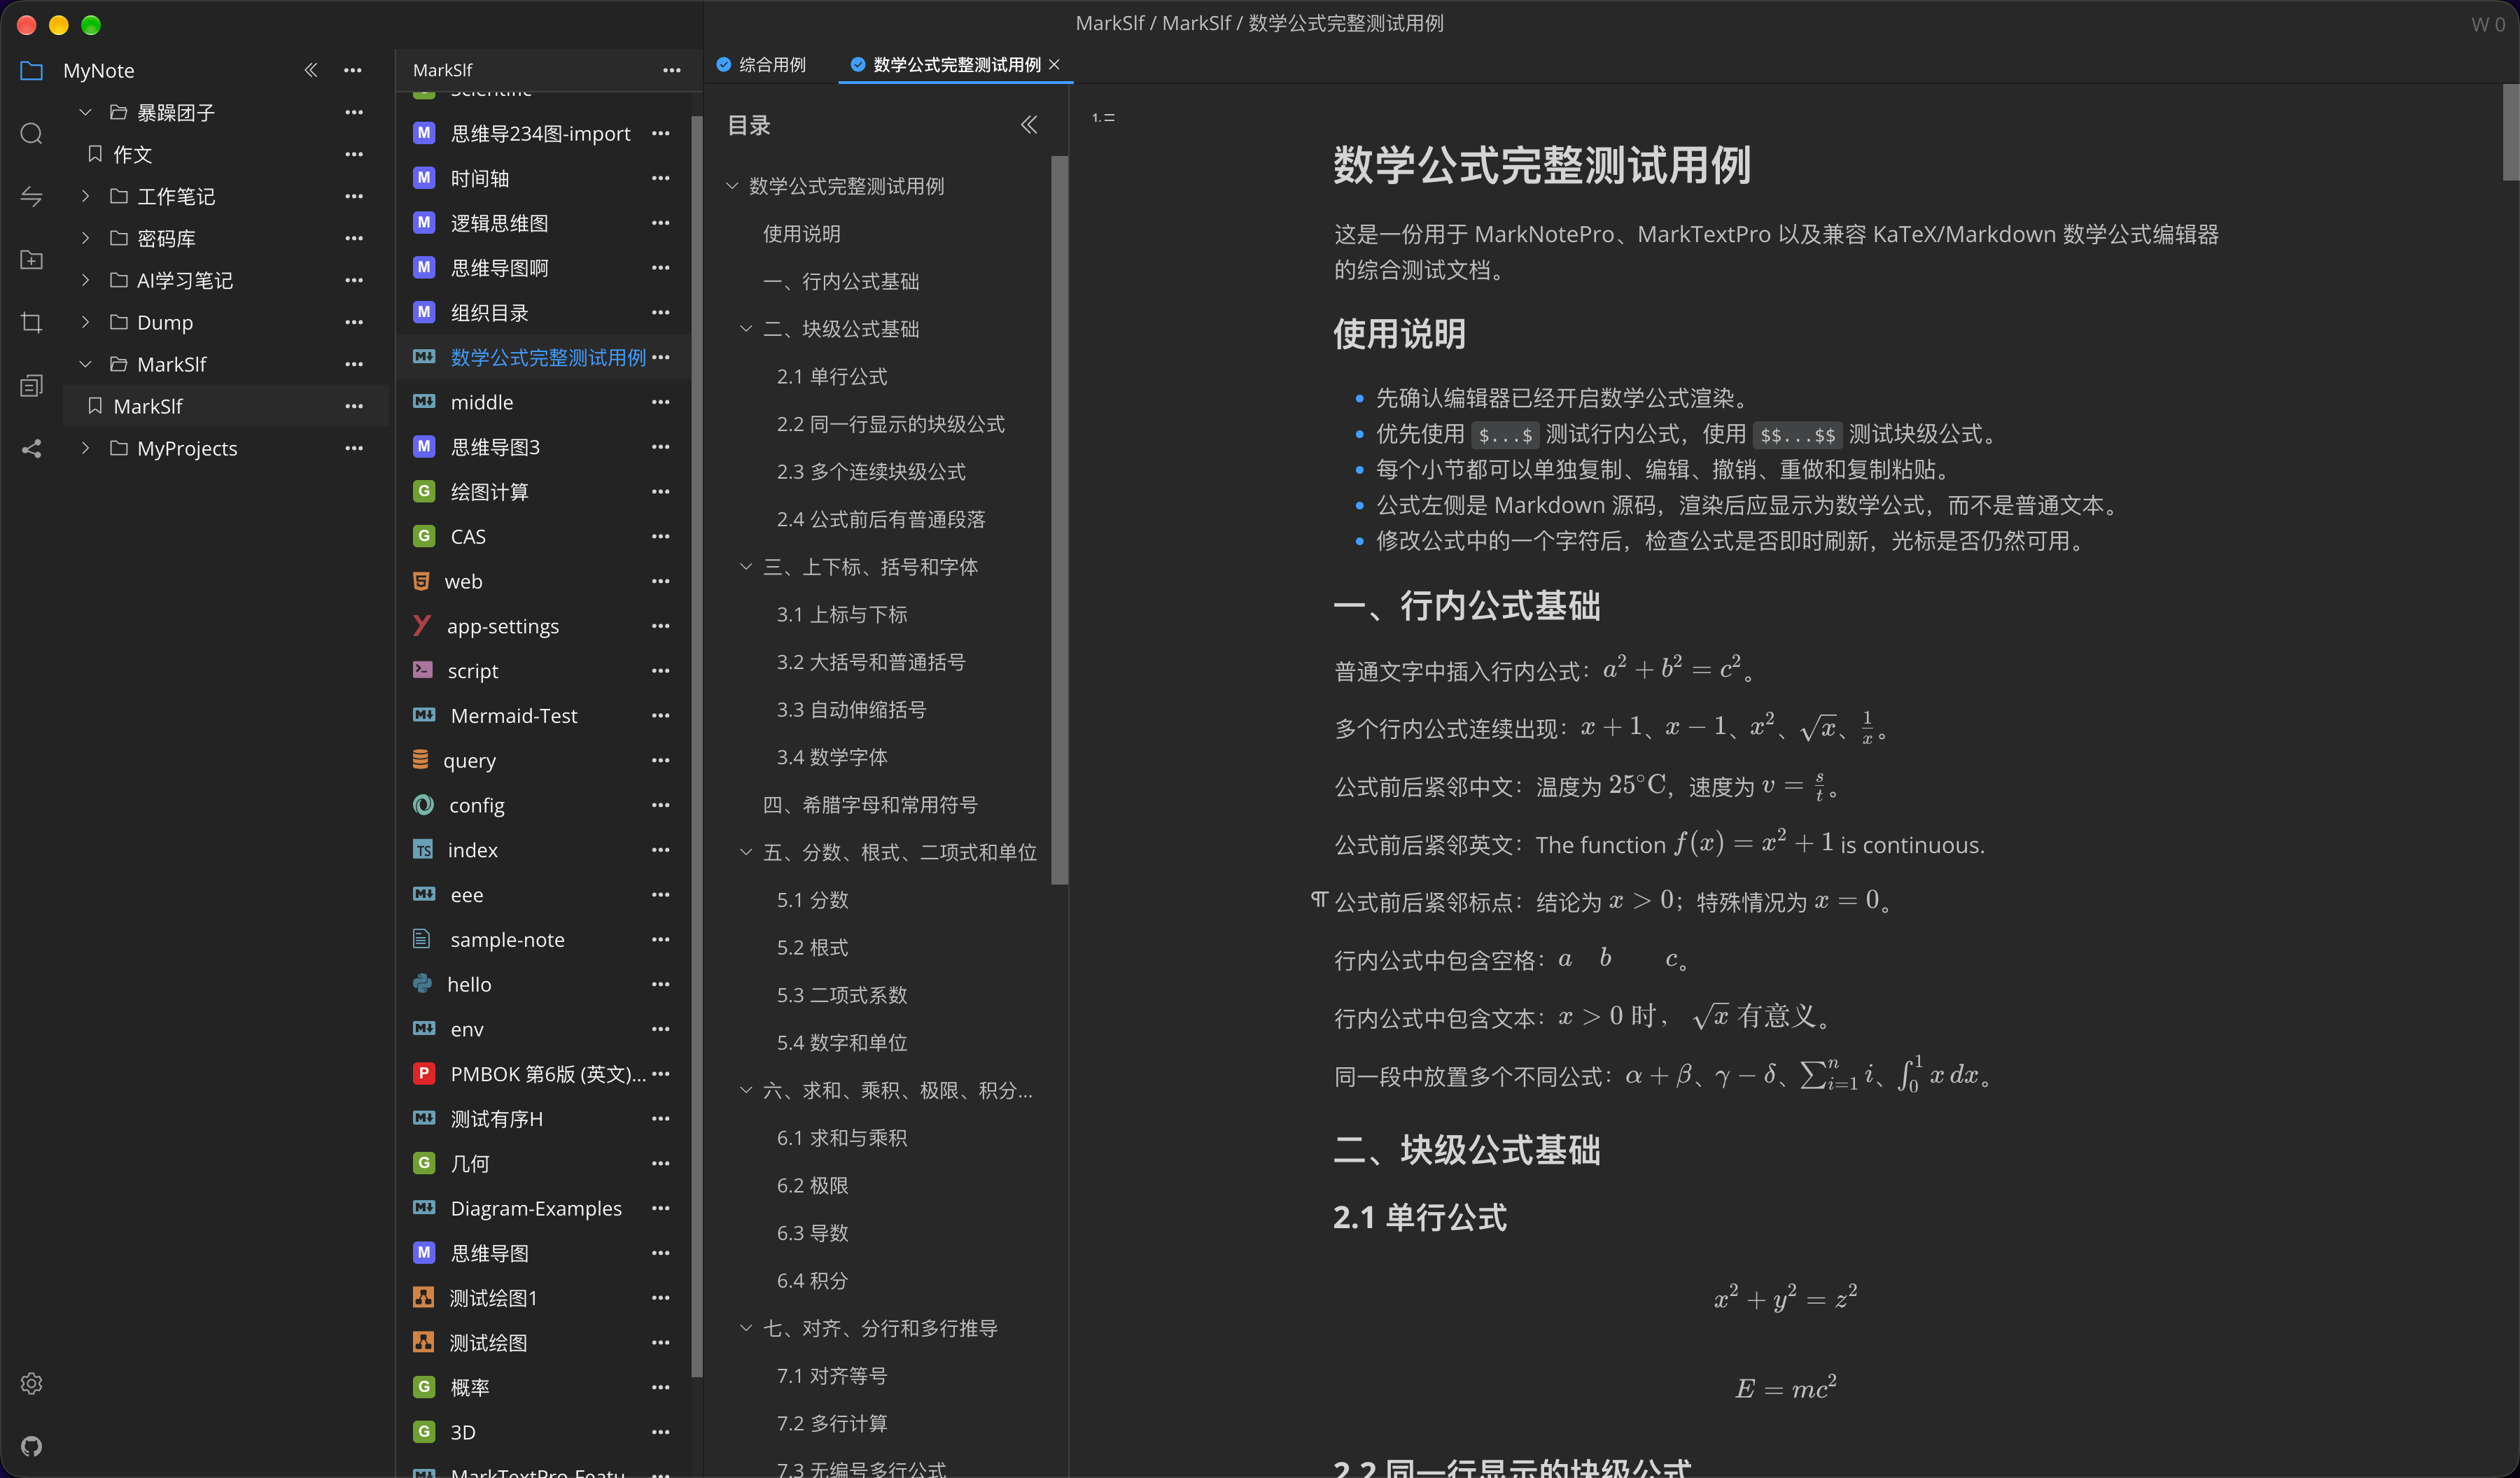 MarkSlf / MarkSlf / 数学公式完整测试用例
W 0
MyNote
暴躁团子
作文
工作笔记
密码库
AI学习笔记
Dump
MarkSlf
MarkSlf
MyProjects
MarkSlf
Scientific
思维导234图-import
时间轴
逻辑思维图
思维导图啊
组织目录
数学公式完整测试用例
middle
思维导图3
绘图计算
CAS
web
app-settings
script
Mermaid-Test
query
config
index
eee
sample-note
hello
env
PMBOK 第6版 (英文)...
测试有序H
几何
Diagram-Examples
思维导图
测试绘图1
测试绘图
概率
3D
MarkTextPro-Featu
综合用例
数学公式完整测试用例
目录
数学公式完整测试用例
使用说明
一、行内公式基础
二、块级公式基础
2.1 单行公式
2.2 同一行显示的块级公式
2.3 多个连续块级公式
2.4 公式前后有普通段落
三、上下标、括号和字体
3.1 上标与下标
3.2 大括号和普通括号
3.3 自动伸缩括号
3.4 数学字体
四、希腊字母和常用符号
五、分数、根式、二项式和单位
5.1 分数
5.2 根式
5.3 二项式系数
5.4 数字和单位
六、求和、乘积、极限、积分...
6.1 求和与乘积
6.2 极限
6.3 导数
6.4 积分
七、对齐、分行和多行推导
7.1 对齐等号
7.2 多行计算
7.3 无编号多行公式
数学公式完整测试用例
这是一份用于 MarkNotePro、MarkTextPro 以及兼容 KaTeX/Markdown 数学公式编辑器
的综合测试文档。
使用说明
先确认编辑器已经开启数学公式渲染。
优先使用 $...$ 测试行内公式，使用 $$...$$ 测试块级公式。
每个小节都可以单独复制、编辑、撤销、重做和复制粘贴。
公式左侧是 Markdown 源码，渲染后应显示为数学公式，而不是普通文本。
修改公式中的一个字符后，检查公式是否即时刷新，光标是否仍然可用。
一、行内公式基础
普通文字中插入行内公式：a² + b² = c²。
多个行内公式连续出现：x + 1、x − 1、x²、√x、1/x。
公式前后紧邻中文：温度为 25°C，速度为 v = s/t。
公式前后紧邻英文：The function f(x) = x² + 1 is continuous.
公式前后紧邻标点：结论为 x > 0；特殊情况为 x = 0。
行内公式中包含空格：a b c。
行内公式中包含文本：x > 0 时， √x 有意义。
同一段中放置多个不同公式：α + β、γ − δ、∑ᵢ₌₁ⁿ i、∫₀¹ x dx。
二、块级公式基础
2.1 单行公式
x² + y² = z²
E = mc²
2.2 同一行显示的块级公式